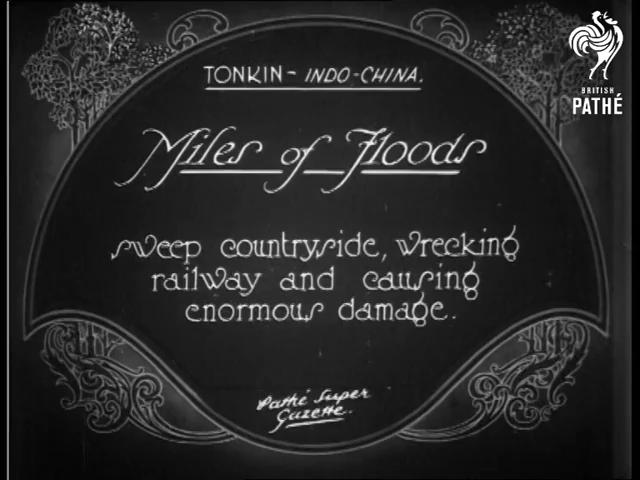 TONKIN - INDO-CHINA.
Miles of Floods
sweep countryside, wrecking
railway and causing
enormous damage.
Pathé Super
Gazette.
BRITISH
PATHÉ